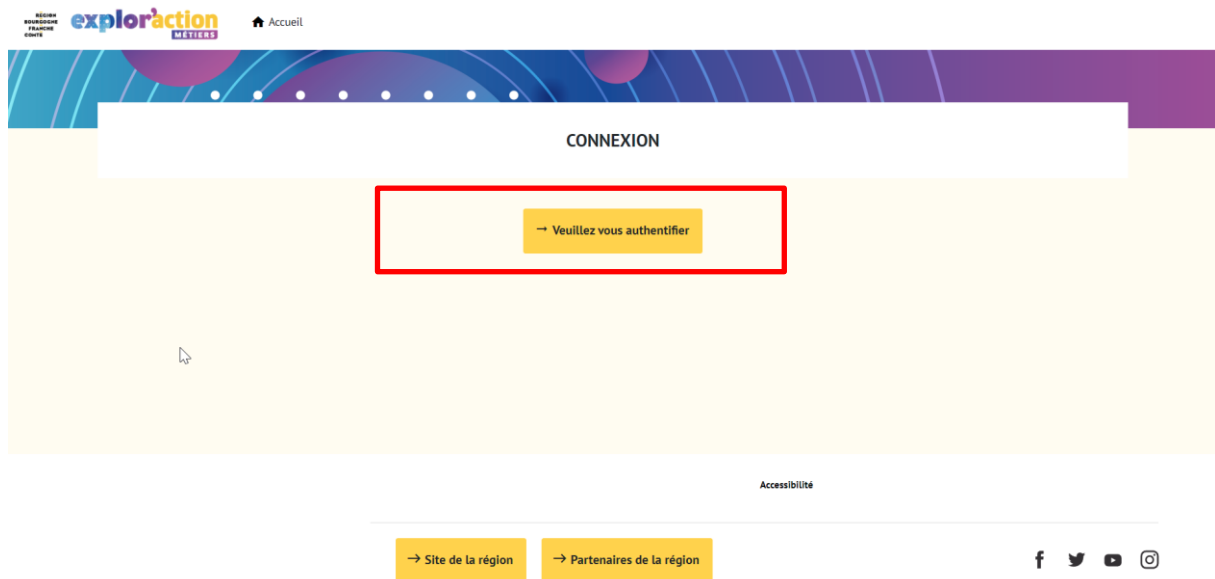 RÉGION
BOURGOGNE
FRANCHE
COMTÉ
explor'action
MÉTIERS
Accueil
CONNEXION
→ Veuillez vous authentifier
Accessibilité
→ Site de la région
→ Partenaires de la région